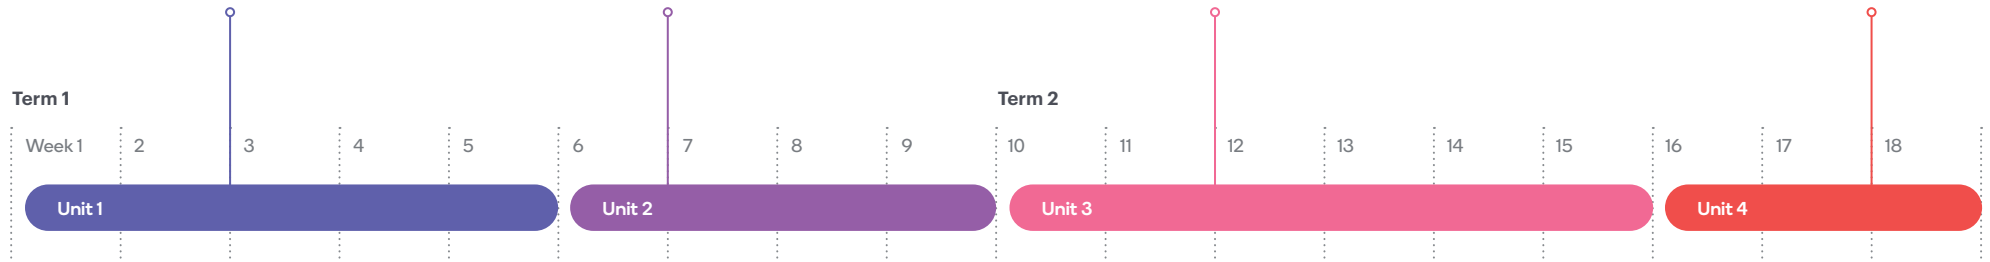 Term 1 Term 2
Week 1 2 3 4 5 6 7 8 9 10 11 12 13 14 15 16 17 18
Unit 1 Unit 2 Unit 3 Unit 4